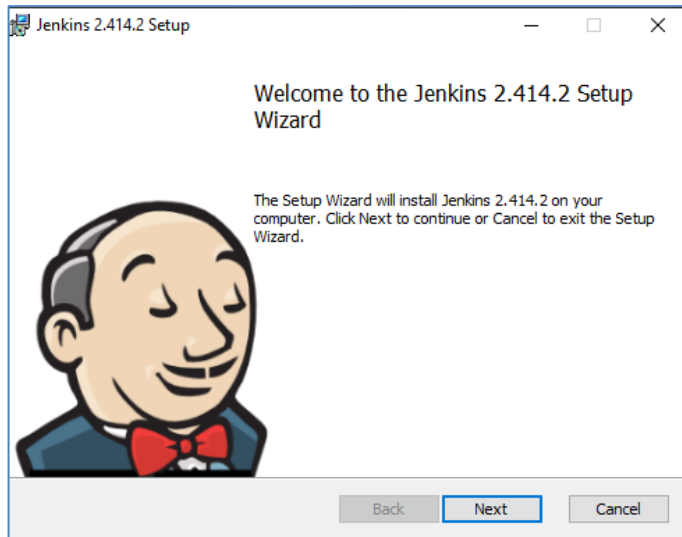 Jenkins 2.414.2 Setup
Welcome to the Jenkins 2.414.2 Setup
Wizard
The Setup Wizard will install Jenkins 2.414.2 on your
computer. Click Next to continue or Cancel to exit the Setup
Wizard.
Back Next Cancel